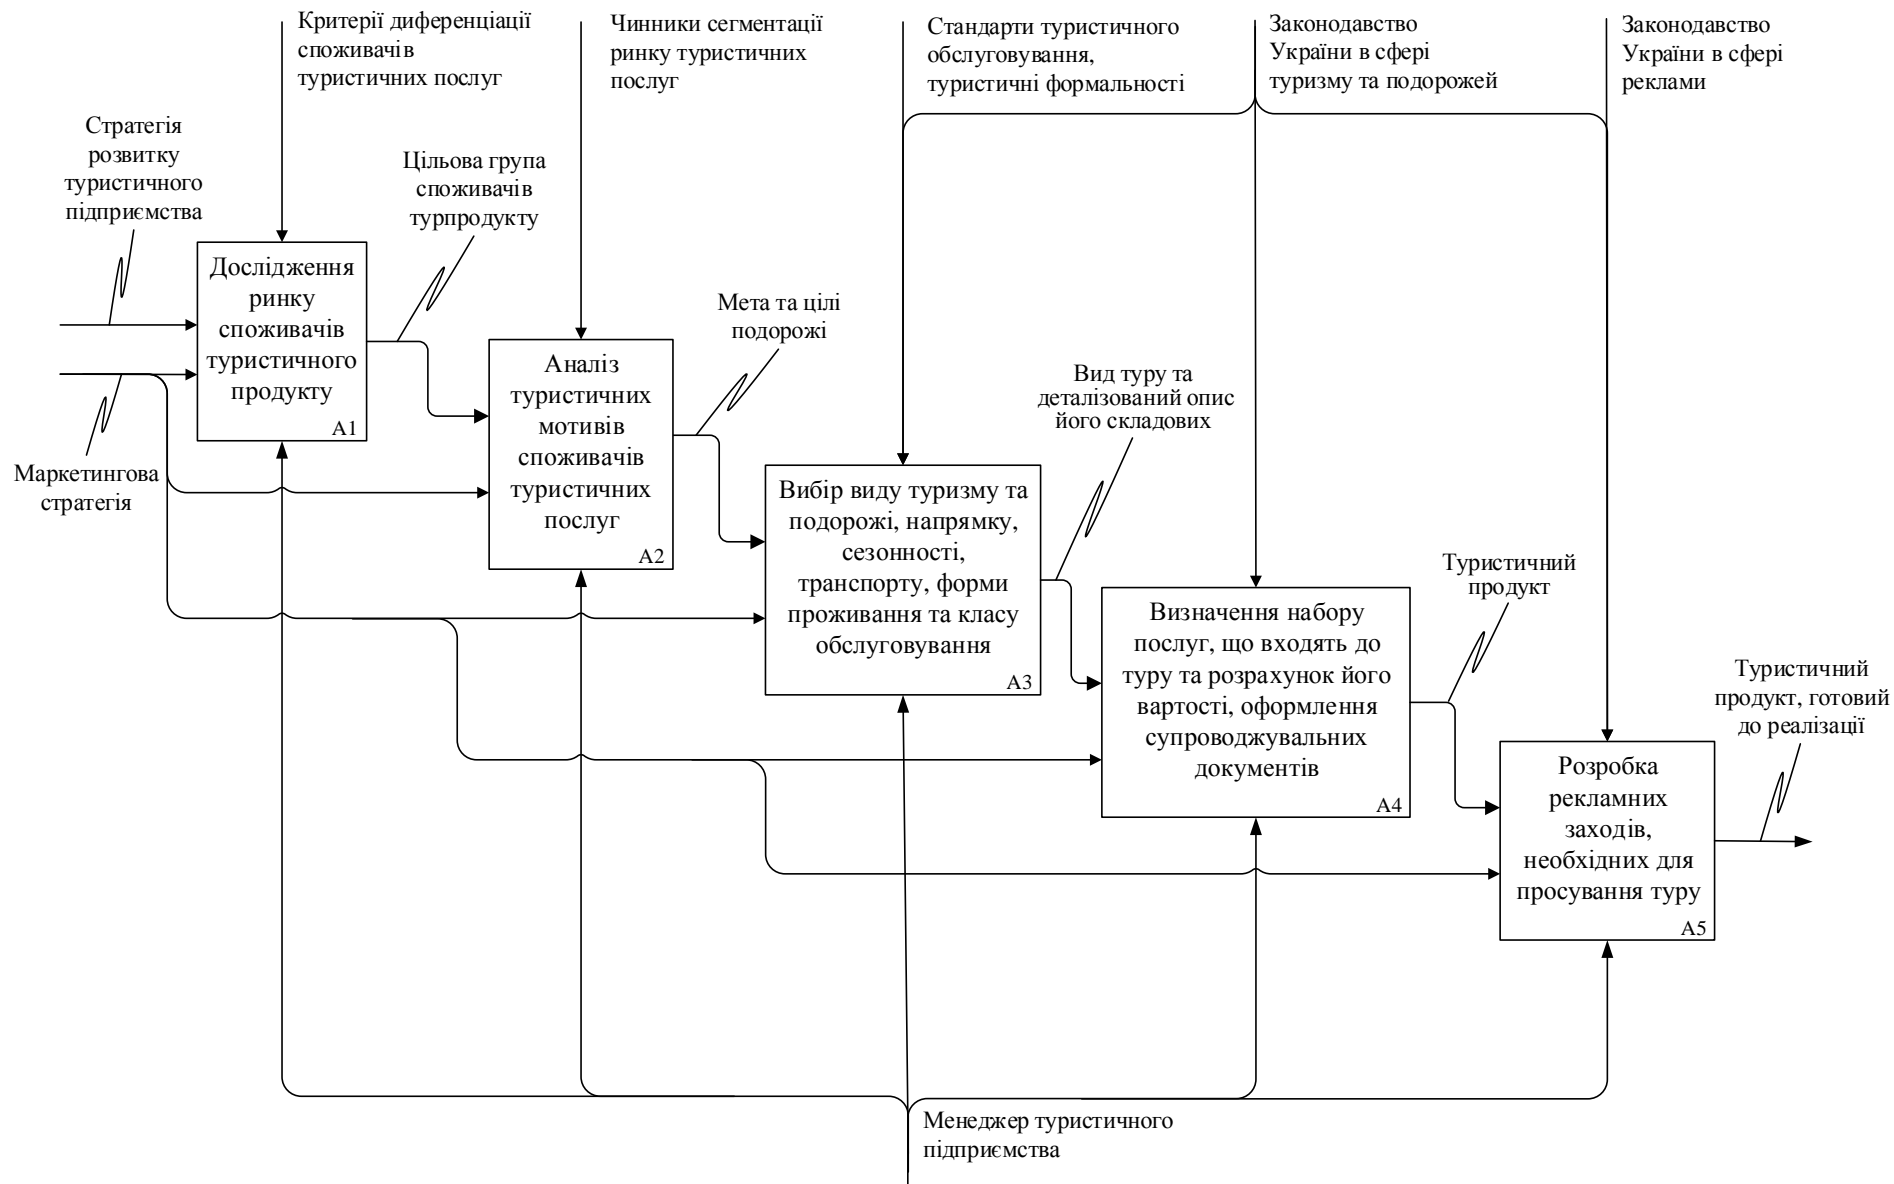 Критерії диференціації
споживачів
туристичних послуг
Чинники сегментації
ринку туристичних
послуг
Стандарти туристичного
обслуговування,
туристичні формальності
Законодавство
України в сфері
туризму та подорожей
Законодавство
України в сфері
реклами
Стратегія
розвитку
туристичного
підприємства
Цільова група
споживачів
турпродукту
Дослідження
ринку
споживачів
туристичного
продукту
А1
Маркетингова
стратегія
Мета та цілі
подорожі
Аналіз
туристичних
мотивів
споживачів
туристичних
послуг
А2
Вид туру та
деталізований опис
його складових
Вибір виду туризму та
подорожі, напрямку,
сезонності,
транспорту, форми
проживання та класу
обслуговування
А3
Туристичний
продукт
Визначення набору
послуг, що входять до
туру та розрахунок його
вартості, оформлення
супроводжувальних
документів
А4
Туристичний
продукт, готовий
до реалізації
Розробка
рекламних
заходів,
необхідних для
просування туру
А5
Менеджер туристичного
підприємства